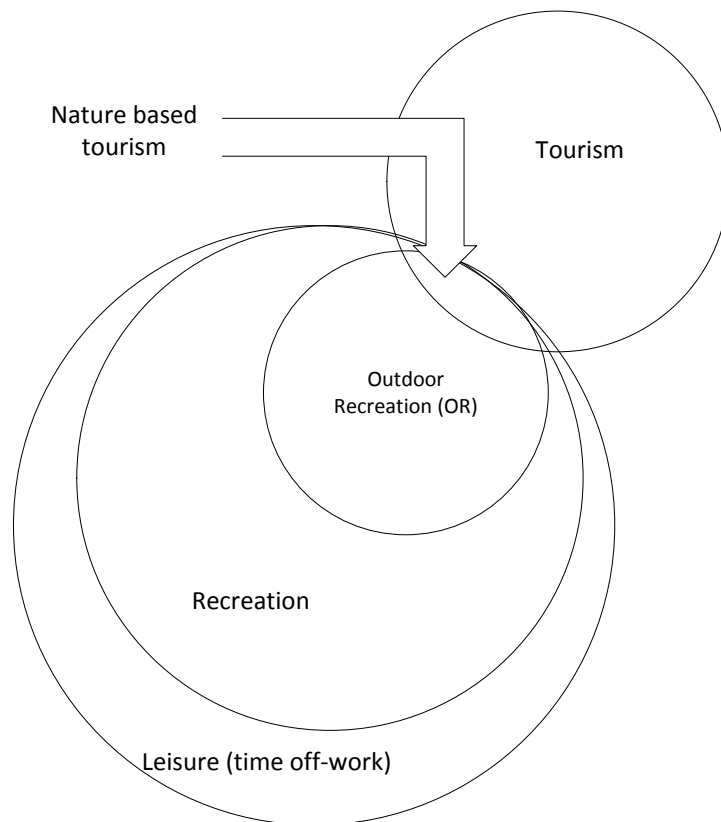 Nature based
tourism
Tourism
Outdoor
Recreation (OR)
Recreation
Leisure (time off-work)